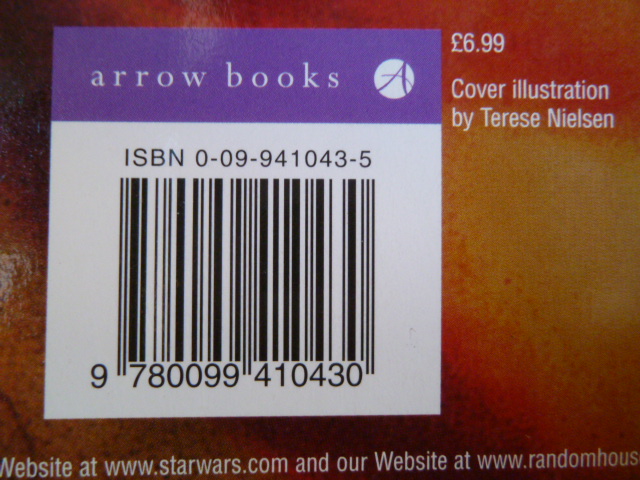 arrow books
£6.99
Cover illustration
by Terese Nielsen
ISBN 0-09-941043-5
9 780099 410430
Website at www.starwars.com and our Website at www.randomhouse